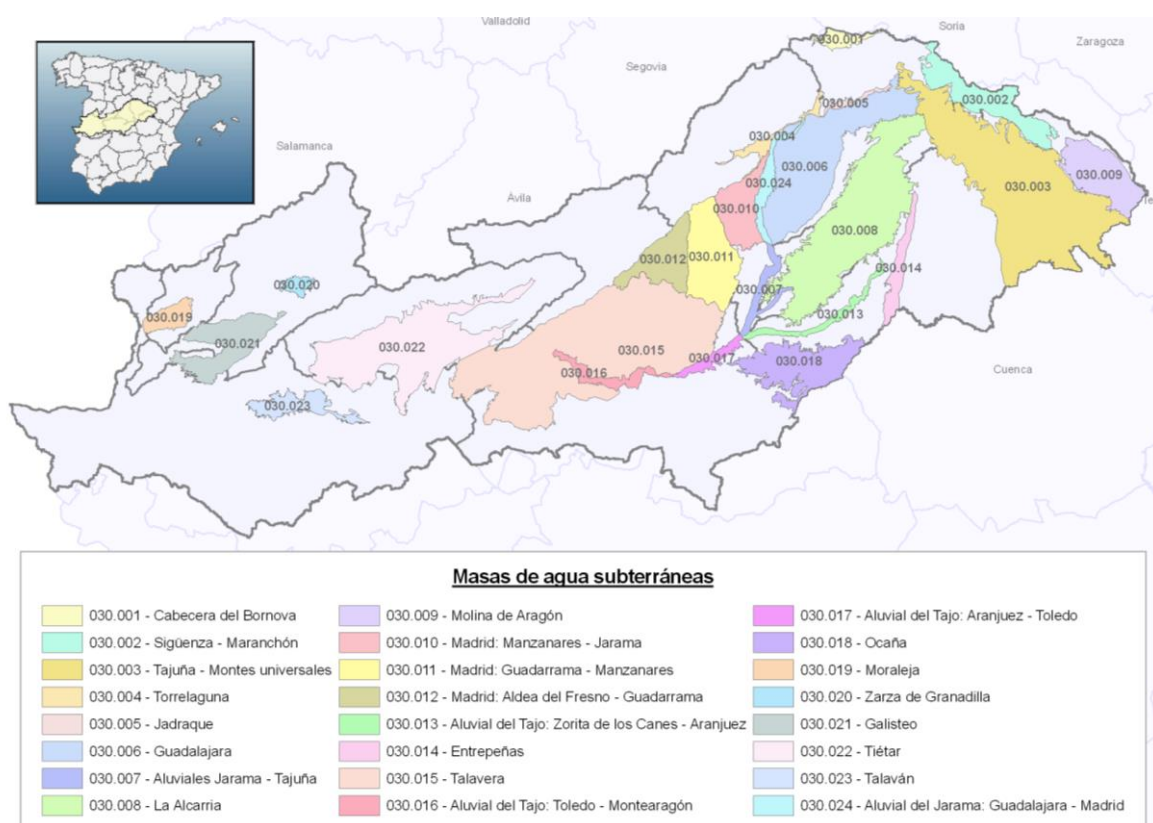 Valladolid
Soria
Zaragoza
Segovia
Salamanca
Ávila
Cuenca
Te
030.001
030.002
030.005
030.004
030.006
030.024
030.003
030.009
030.010
030.008
030.012
030.011
030.014
030.007
030.013
030.020
030.019
030.021
030.022
030.015
030.017
030.016
030.018
030.023
Masas de agua subterráneas
030.001 - Cabecera del Bornova
030.002 - Sigüenza - Maranchón
030.003 - Tajuña - Montes universales
030.004 - Torrelaguna
030.005 - Jadraque
030.006 - Guadalajara
030.007 - Aluviales Jarama - Tajuña
030.008 - La Alcarria
030.009 - Molina de Aragón
030.010 - Madrid: Manzanares - Jarama
030.011 - Madrid: Guadarrama - Manzanares
030.012 - Madrid: Aldea del Fresno - Guadarrama
030.013 - Aluvial del Tajo: Zorita de los Canes - Aranjuez
030.014 - Entrepeñas
030.015 - Talavera
030.016 - Aluvial del Tajo: Toledo - Montearagón
030.017 - Aluvial del Tajo: Aranjuez - Toledo
030.018 - Ocaña
030.019 - Moraleja
030.020 - Zarza de Granadilla
030.021 - Galisteo
030.022 - Tiétar
030.023 - Talaván
030.024 - Aluvial del Jarama: Guadalajara - Madrid